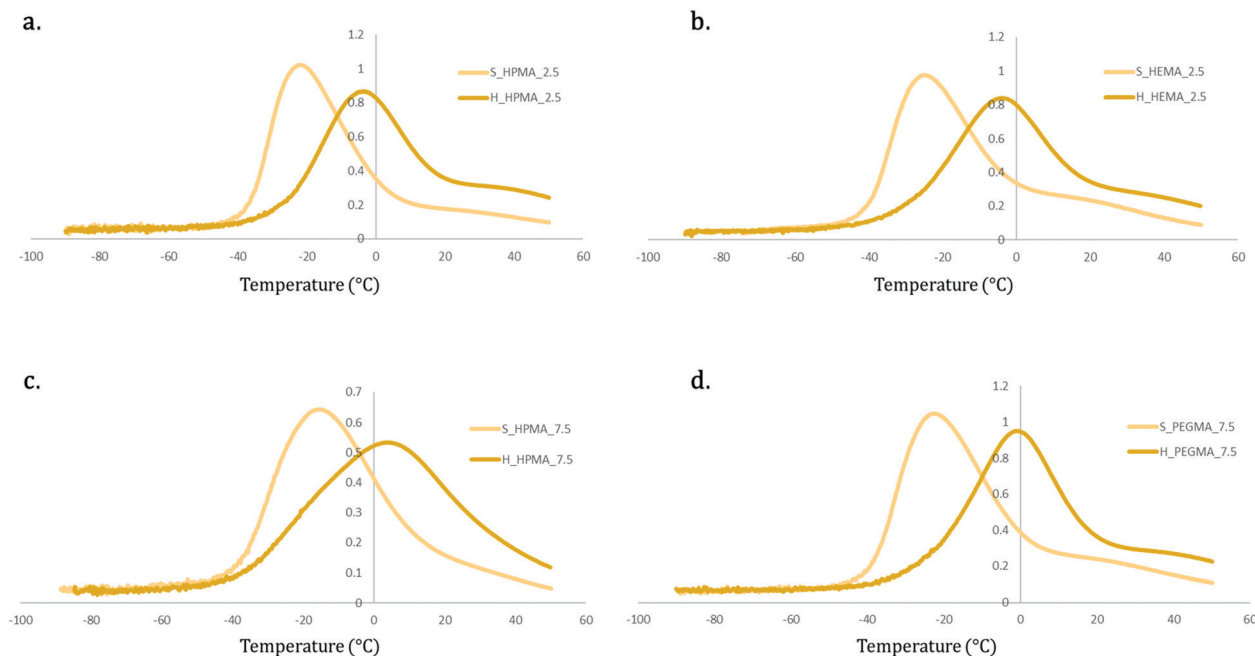 a.
1.2
1
0.8
0.6
0.4
0.2
0
-100 -80 -60 -40 -20 0 20 40 60
S_HPMA_2.5
H_HPMA_2.5
Temperature (°C)
b.
1.2
1
0.8
0.6
0.4
0.2
0
-100 -80 -60 -40 -20 0 20 40 60
S_HEMA_2.5
H_HEMA_2.5
Temperature (°C)
c.
0.7
0.6
0.5
0.4
0.3
0.2
0.1
0
-100 -80 -60 -40 -20 0 20 40 60
S_HPMA_7.5
H_HPMA_7.5
Temperature (°C)
d.
1.2
1
0.8
0.6
0.4
0.2
0
-100 -80 -60 -40 -20 0 20 40 60
S_PEGMA_7.5
H_PEGMA_7.5
Temperature (°C)